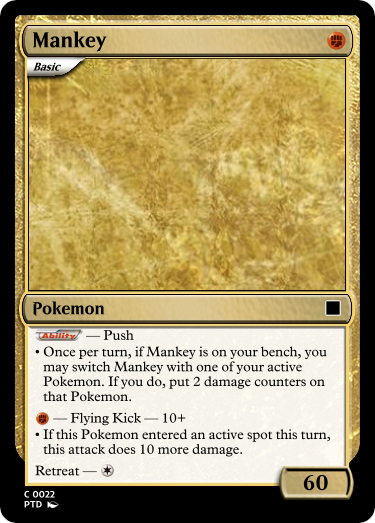 Mankey
Basic
Pokemon
Ability — Push
• Once per turn, if Mankey is on your bench, you
may switch Mankey with one of your active
Pokemon. If you do, put 2 damage counters on
that Pokemon.
— Flying Kick — 10+
• If this Pokemon entered an active spot this turn,
this attack does 10 more damage.
Retreat —
60
C 0022
PTD